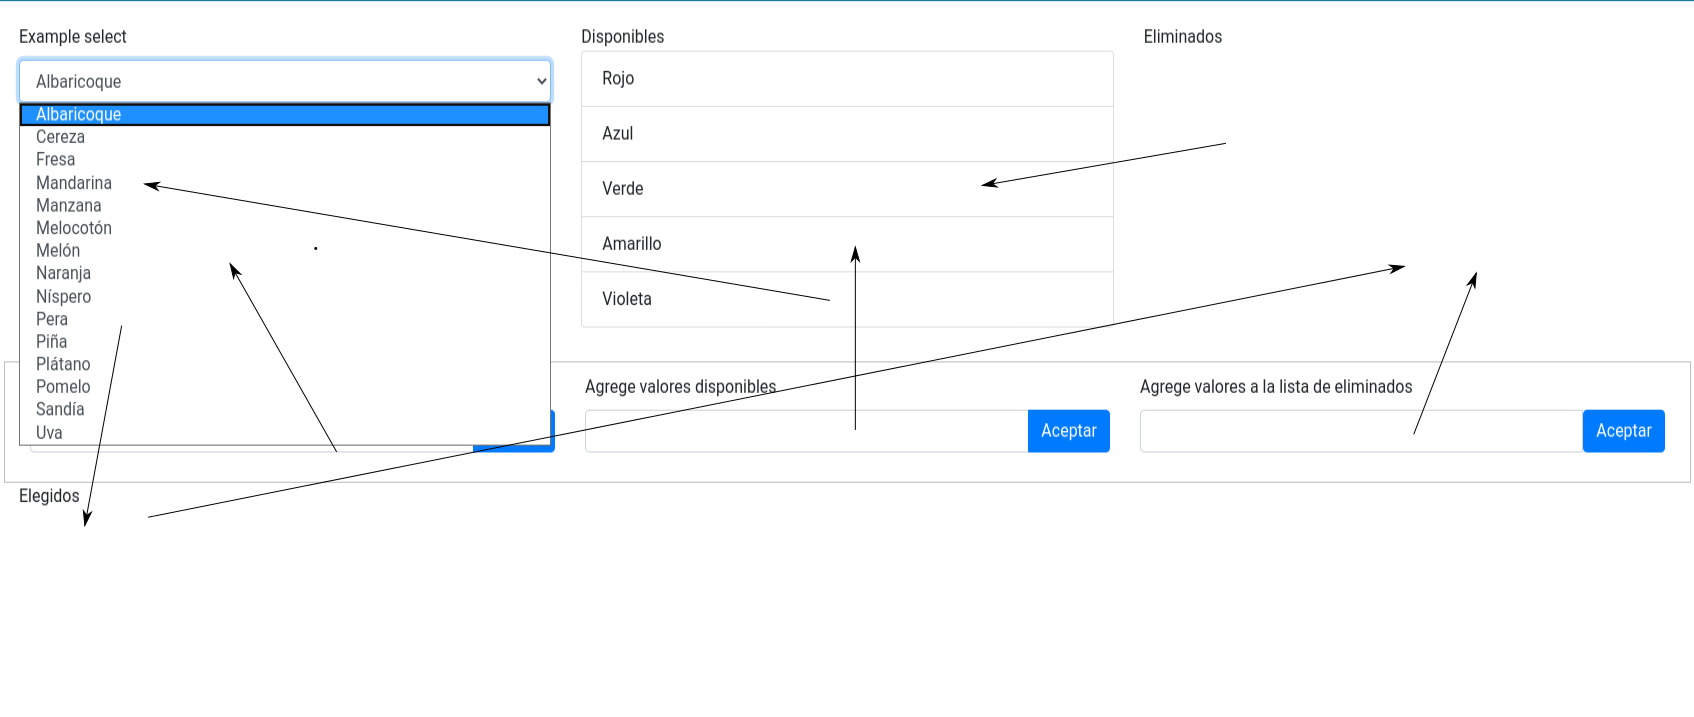 Example select
Albaricoque
Albaricoque
Cereza
Fresa
Mandarina
Manzana
Melocotón
Melón
Naranja
Níspero
Pera
Piña
Plátano
Pomelo
Sandía
Uva
Disponibles
Rojo
Azul
Verde
Amarillo
Violeta
Eliminados
Agrege valores disponibles
Aceptar
Agrege valores a la lista de eliminados
Aceptar
Elegidos